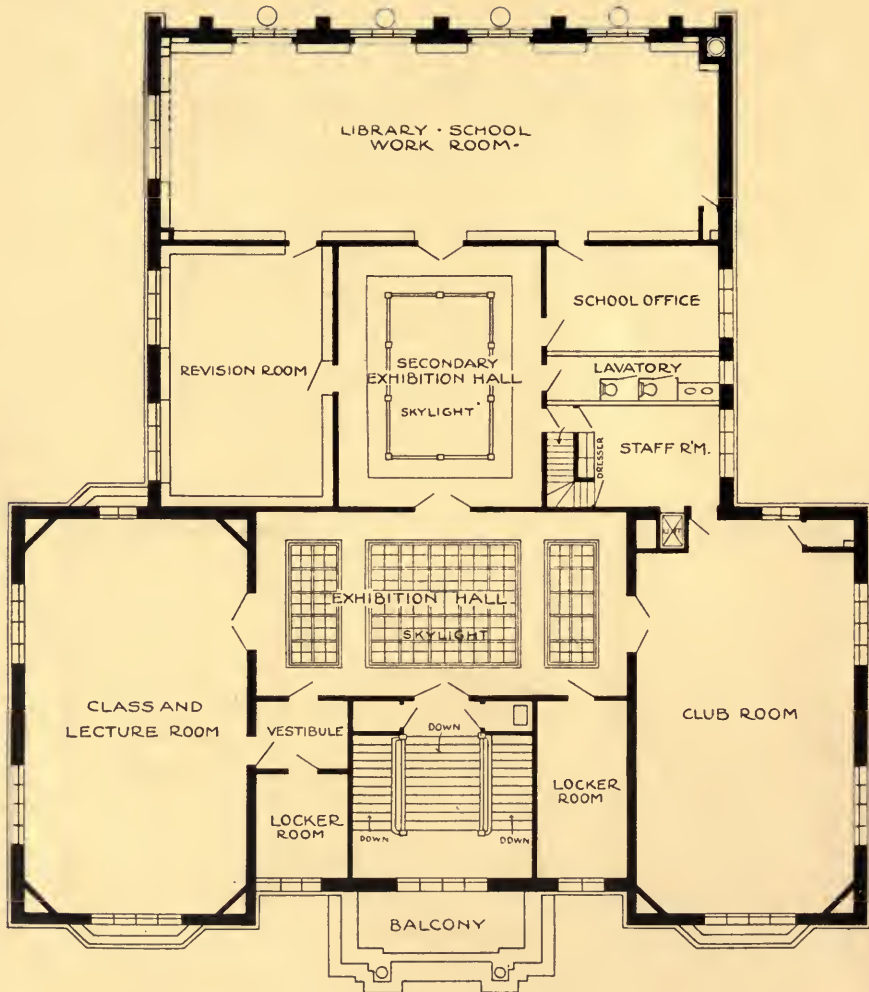 LIBRARY · SCHOOL
WORK ROOM·
SCHOOL OFFICE
REVISION ROOM
SECONDARY
EXHIBITION HALL
SKYLIGHT
LAVATORY
STAFF R'M.
DRESSER
LIFT
EXHIBITION HALL
SKYLIGHT
CLASS AND
LECTURE ROOM
VESTIBULE
DOWN
CLUB ROOM
LOCKER
ROOM
LOCKER
ROOM
DOWN
DOWN
BALCONY